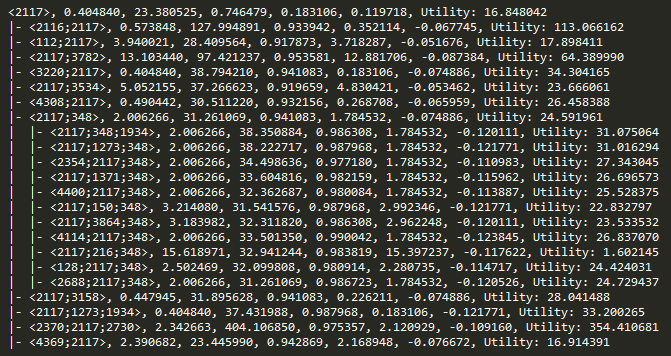 <2117>, 0.404840, 23.380525, 0.746479, 0.183106, 0.119718, Utility: 16.848042
|- <2116;2117>, 0.573848, 127.994891, 0.933942, 0.352114, -0.067745, Utility: 113.066162
|- <112;2117>, 3.940021, 28.409564, 0.917873, 3.718287, -0.051676, Utility: 17.898411
|- <2117;3782>, 13.103440, 97.421237, 0.953581, 12.881706, -0.087384, Utility: 64.389990
|- <3220;2117>, 0.404840, 38.794210, 0.941083, 0.183106, -0.074886, Utility: 34.304165
|- <2117;3534>, 5.052155, 37.266623, 0.919659, 4.830421, -0.053462, Utility: 23.666061
|- <4308;2117>, 0.490442, 30.511220, 0.932156, 0.268708, -0.065959, Utility: 26.458388
|- <2117;348>, 2.006266, 31.261069, 0.941083, 1.784532, -0.074886, Utility: 24.591961
|  |- <2117;348;1934>, 2.006266, 38.350884, 0.986308, 1.784532, -0.120111, Utility: 31.075064
|  |- <2117;1273;348>, 2.006266, 38.222717, 0.987968, 1.784532, -0.121771, Utility: 31.016294
|  |- <2354;2117;348>, 2.006266, 34.498636, 0.977180, 1.784532, -0.110983, Utility: 27.343045
|  |- <2117;1371;348>, 2.006266, 33.604816, 0.982159, 1.784532, -0.115962, Utility: 26.696573
|  |- <4400;2117;348>, 2.006266, 32.362687, 0.980084, 1.784532, -0.113887, Utility: 25.528375
|  |- <2117;150;348>, 3.214080, 31.541576, 0.987968, 2.992346, -0.121771, Utility: 22.832797
|  |- <2117;3864;348>, 3.183982, 32.311820, 0.986308, 2.962248, -0.120111, Utility: 23.533532
|  |- <4114;2117;348>, 2.006266, 33.501350, 0.990042, 1.784532, -0.123845, Utility: 26.837070
|  |- <2117;216;348>, 15.618971, 32.941244, 0.983819, 15.397237, -0.117622, Utility: 1.602145
|  |- <128;2117;348>, 2.502469, 32.099808, 0.980914, 2.280735, -0.114717, Utility: 24.424031
|  |- <2688;2117;348>, 2.006266, 31.261069, 0.986723, 1.784532, -0.120526, Utility: 24.729437
|- <2117;3158>, 0.447945, 31.895628, 0.941083, 0.226211, -0.074886, Utility: 28.041488
|- <2117;1273;1934>, 0.404840, 37.431988, 0.987968, 0.183106, -0.121771, Utility: 33.200265
|- <2370;2117;2730>, 2.342663, 404.106850, 0.975357, 2.120929, -0.109160, Utility: 354.410681
|- <4369;2117>, 2.390682, 23.445990, 0.942869, 2.168948, -0.076672, Utility: 16.914391